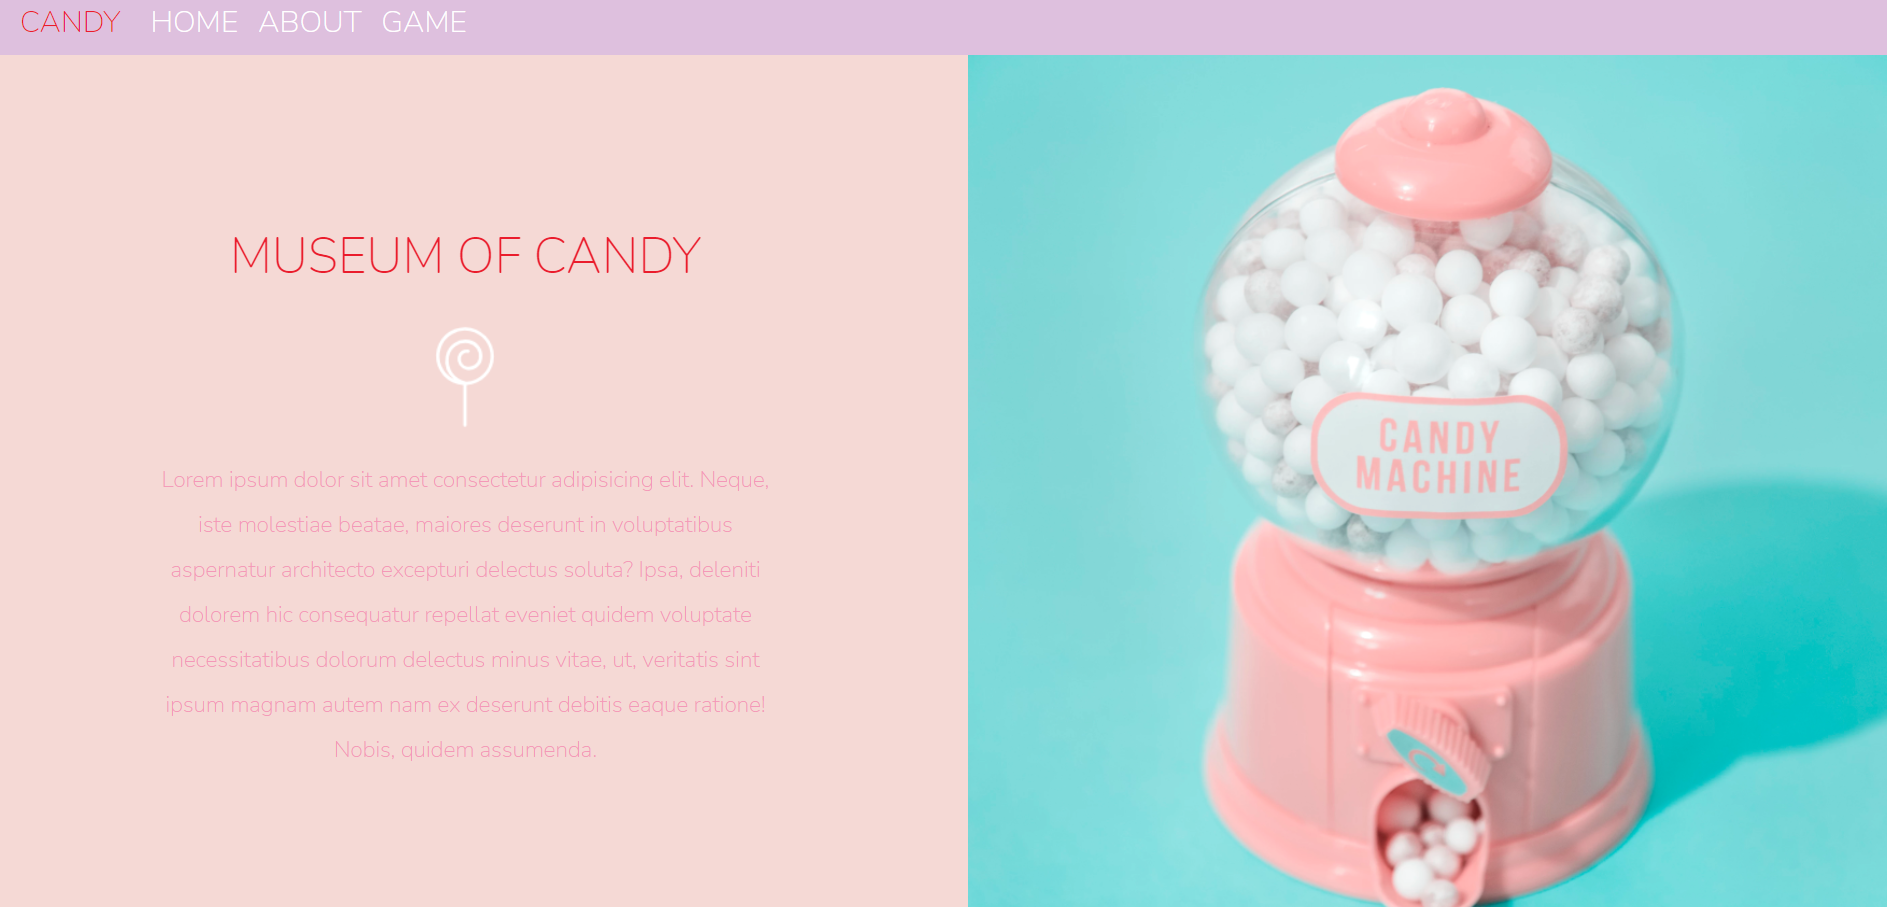 CANDY HOME ABOUT GAME
MUSEUM OF CANDY
Lorem ipsum dolor sit amet consectetur adipisicing elit. Neque,
iste molestiae beatae, maiores deserunt in voluptatibus
aspernatur architecto excepturi delectus soluta? Ipsa, deleniti
dolorem hic consequatur repellat eveniet quidem voluptate
necessitatibus dolorum delectus minus vitae, ut, veritatis sint
ipsum magnam autem nam ex deserunt debitis eaque ratione!
Nobis, quidem assumenda.
CANDY
MACHINE